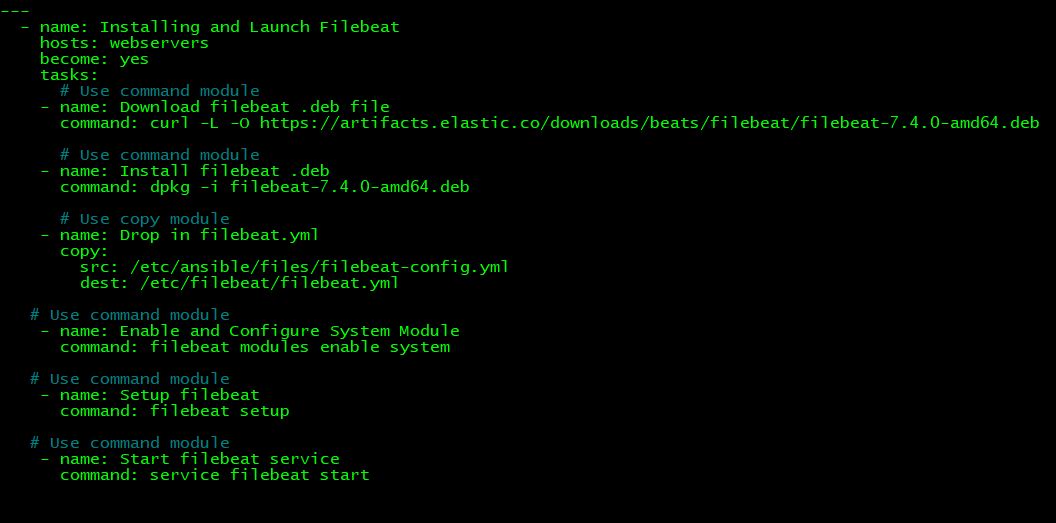 ---
  - name: Installing and Launch Filebeat
    hosts: webservers
    become: yes
    tasks:
      # Use command module
    - name: Download filebeat .deb file
      command: curl -L -O https://artifacts.elastic.co/downloads/beats/filebeat/filebeat-7.4.0-amd64.deb

      # Use command module
    - name: Install filebeat .deb
      command: dpkg -i filebeat-7.4.0-amd64.deb

      # Use copy module
    - name: Drop in filebeat.yml
      copy:
        src: /etc/ansible/files/filebeat-config.yml
        dest: /etc/filebeat/filebeat.yml

   # Use command module
    - name: Enable and Configure System Module
      command: filebeat modules enable system

   # Use command module
    - name: Setup filebeat
      command: filebeat setup

   # Use command module
    - name: Start filebeat service
      command: service filebeat start